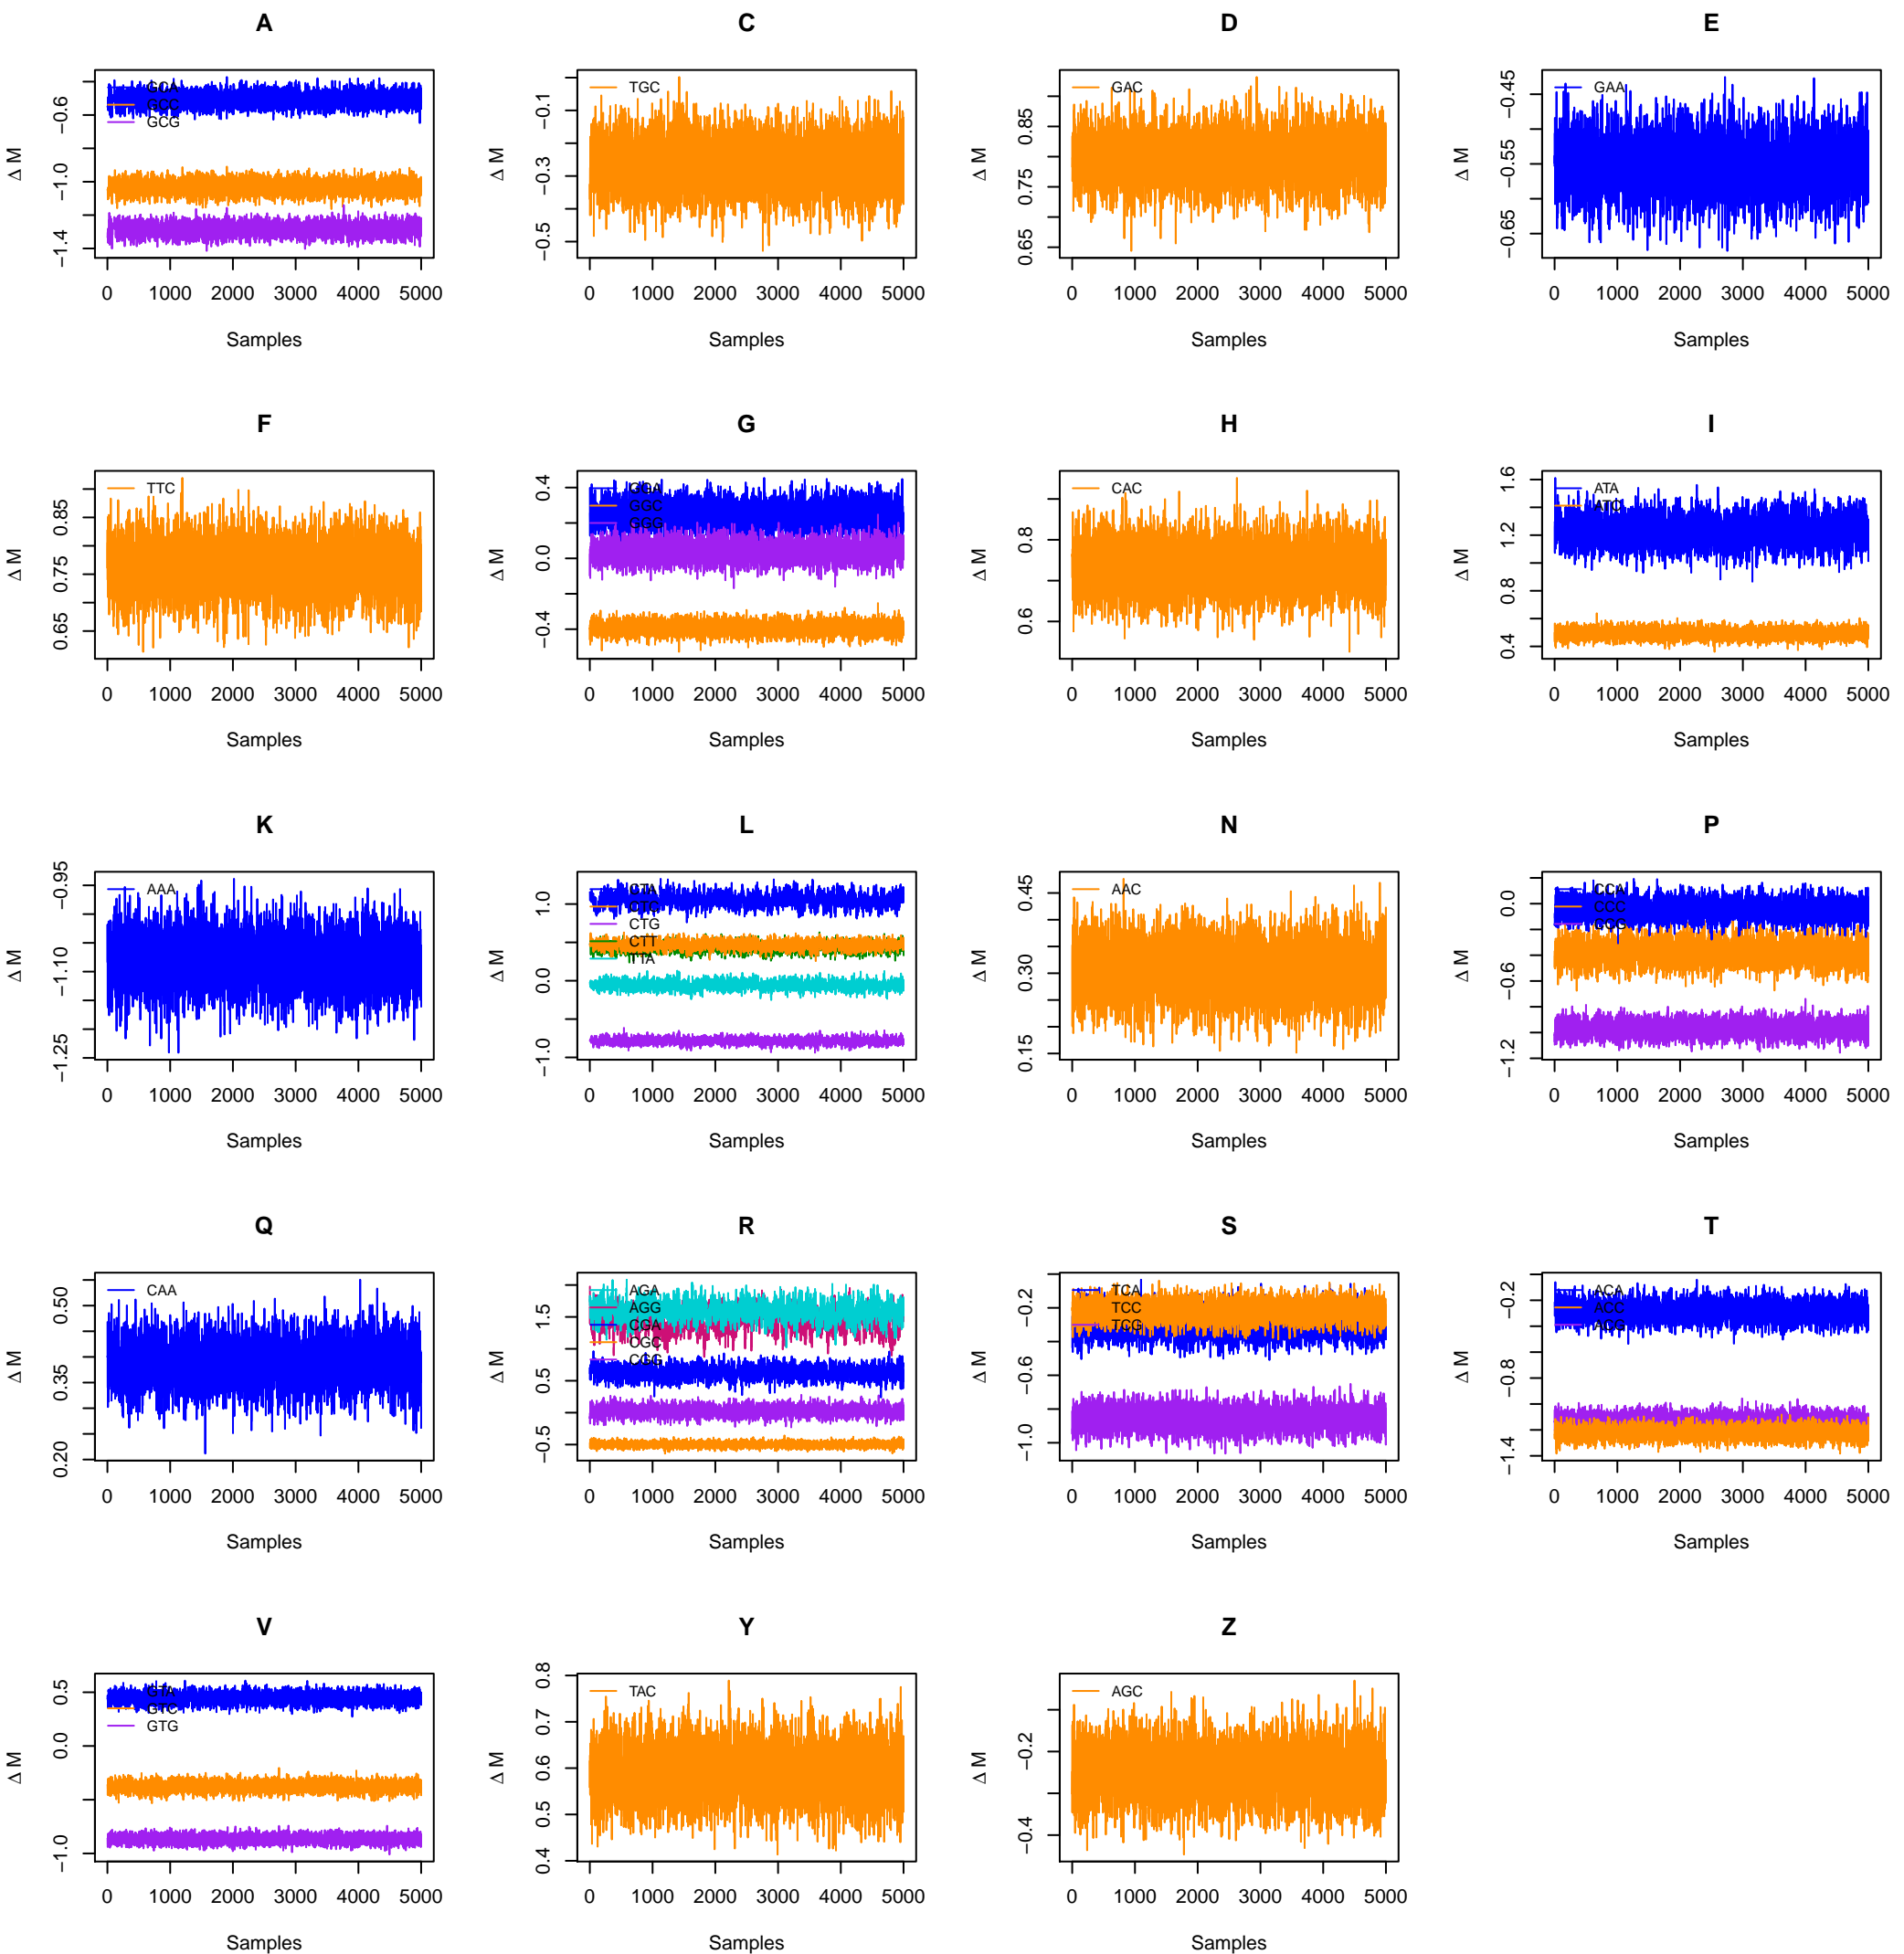 A
C
D
E
GCA
GCC
GCG
TGC
GAC
GAA
−0.6
−1.0
−1.4
−0.1
−0.3
−0.5
0.85
0.75
0.65
−0.45
−0.55
−0.65
Δ M
Δ M
Δ M
Δ M
0 1000 2000 3000 4000 5000
0 1000 2000 3000 4000 5000
0 1000 2000 3000 4000 5000
0 1000 2000 3000 4000 5000
Samples
Samples
Samples
Samples
F
G
H
I
TTC
GGA
GGC
GGG
CAC
ATA
ATC
0.85
0.75
0.65
0.4
0.0
−0.4
0.8
0.6
1.6
1.2
0.8
0.4
Δ M
Δ M
Δ M
Δ M
0 1000 2000 3000 4000 5000
0 1000 2000 3000 4000 5000
0 1000 2000 3000 4000 5000
0 1000 2000 3000 4000 5000
Samples
Samples
Samples
Samples
K
L
N
P
AAA
CTA
CTC
CTG
CTT
TTA
AAC
CCA
CCC
CCG
−0.95
−1.10
−1.25
1.0
0.0
−1.0
0.45
0.30
0.15
0.0
−0.6
−1.2
Δ M
Δ M
Δ M
Δ M
0 1000 2000 3000 4000 5000
0 1000 2000 3000 4000 5000
0 1000 2000 3000 4000 5000
0 1000 2000 3000 4000 5000
Samples
Samples
Samples
Samples
Q
R
S
T
CAA
AGA
AGG
CGA
CGC
CGG
TCA
TCC
TCG
ACA
ACC
ACG
0.50
0.35
0.20
1.5
0.5
−0.5
−0.2
−0.6
−1.0
−0.2
−0.8
−1.4
Δ M
Δ M
Δ M
Δ M
0 1000 2000 3000 4000 5000
0 1000 2000 3000 4000 5000
0 1000 2000 3000 4000 5000
0 1000 2000 3000 4000 5000
Samples
Samples
Samples
Samples
V
Y
Z
GTA
GTC
GTG
TAC
AGC
0.5
0.0
−1.0
0.8
0.7
0.6
0.5
0.4
−0.2
−0.4
Δ M
Δ M
Δ M
0 1000 2000 3000 4000 5000
0 1000 2000 3000 4000 5000
0 1000 2000 3000 4000 5000
Samples
Samples
Samples